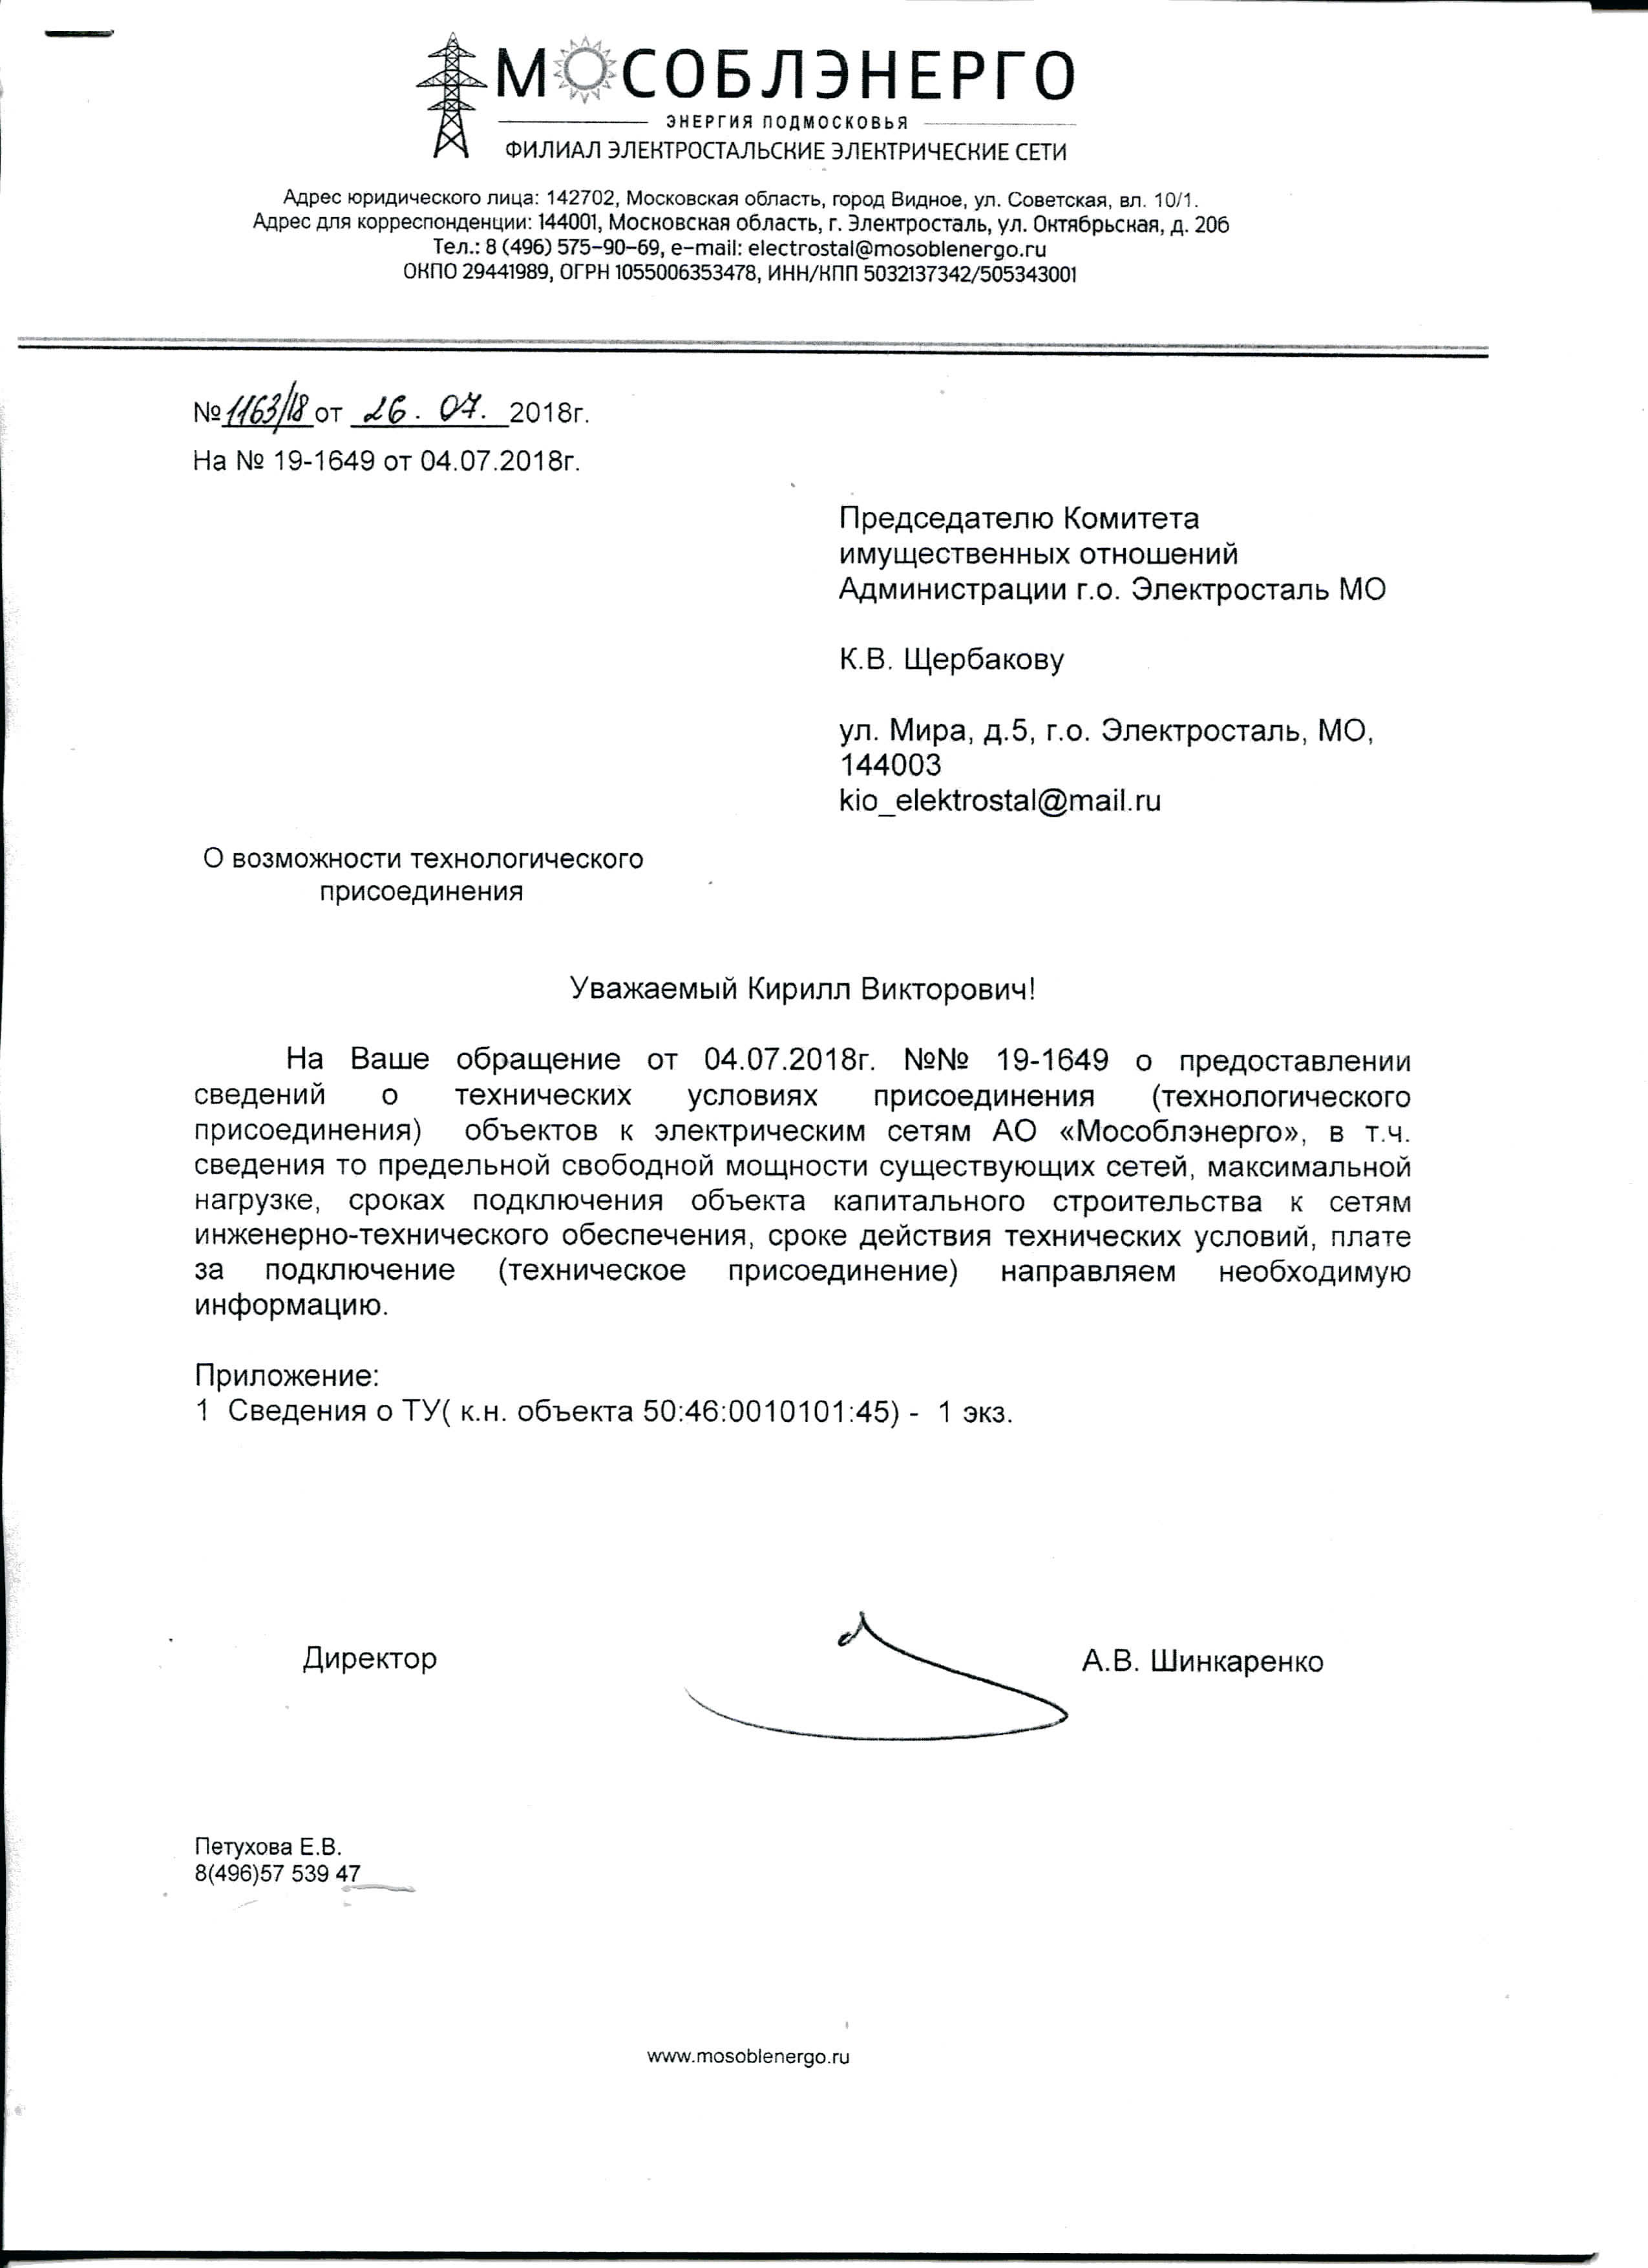 МОСОБЛЭНЕРГО
ЭНЕРГИЯ ПОДМОСКОВЬЯ
ФИЛИАЛ ЭЛЕКТРОСТАЛЬСКИЕ ЭЛЕКТРИЧЕСКИЕ СЕТИ
Адрес юридического лица: 142702, Московская область, город Видное, ул. Советская, вл. 10/1.
Адрес для корреспонденции: 144001, Московская область, г. Электросталь, ул. Октябрьская, д. 20б
Тел.: 8 (496) 575–90–69, e–mail: electrostal@mosoblenergo.ru
ОКПО 29441989, ОГРН 1055006353478, ИНН/КПП 5032137342/505343001
№1163/18 от 26.07. 2018г.
На № 19-1649 от 04.07.2018г.
Председателю Комитета
имущественных отношений
Администрации г.о. Электросталь МО
К.В. Щербакову
ул. Мира, д.5, г.о. Электросталь, МО,
144003
kio_elektrostal@mail.ru
О возможности технологического
присоединения
Уважаемый Кирилл Викторович!
На Ваше обращение от 04.07.2018г. №№ 19-1649 о предоставлении
сведений о технических условиях присоединения (технологического
присоединения) объектов к электрическим сетям АО «Мособлэнерго», в т.ч.
сведения то предельной свободной мощности существующих сетей, максимальной
нагрузке, сроках подключения объекта капитального строительства к сетям
инженерно-технического обеспечения, сроке действия технических условий, плате
за подключение (техническое присоединение) направляем необходимую
информацию.
Приложение:
1 Сведения о ТУ( к.н. объекта 50:46:0010101:45) - 1 экз.
Директор А.В. Шинкаренко
Петухова Е.В.
8(496)57 539 47
www.mosoblenergo.ru